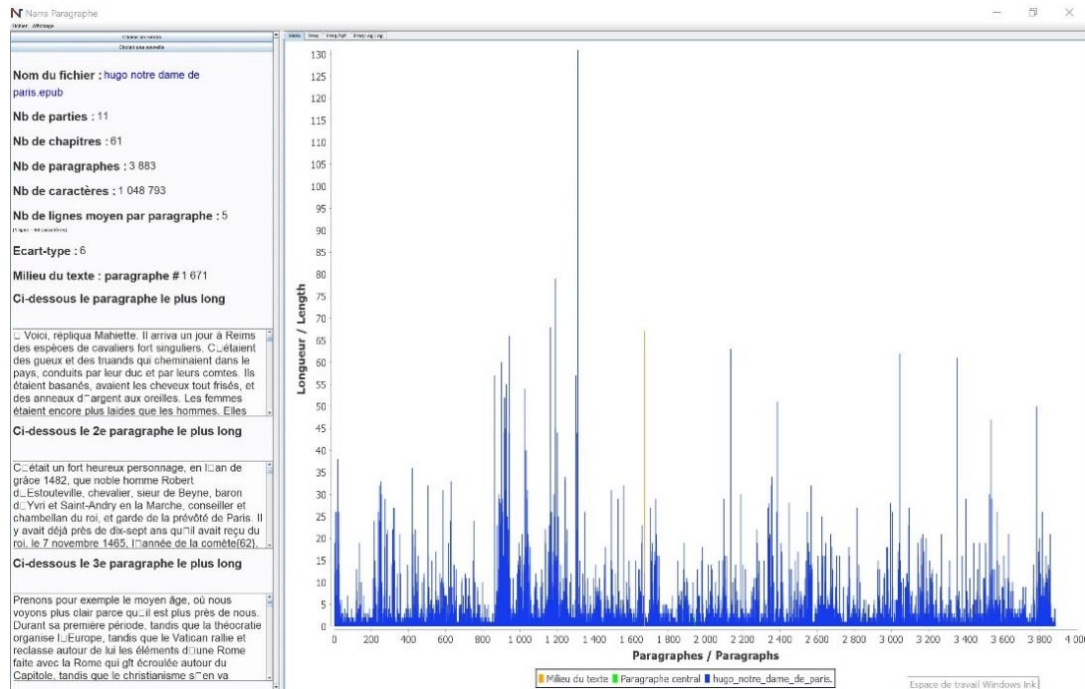 Narra Paragraphe
Fichier Affichage
Choisir un roman
Choisir une nouvelle
Nom du fichier : hugo notre dame de
paris.epub
Nb de parties : 11
Nb de chapitres : 61
Nb de paragraphes : 3 883
Nb de caractères : 1 048 793
Nb de lignes moyen par paragraphe : 5
Ecart-type : 6
Milieu du texte : paragraphe # 1 671
Ci-dessous le paragraphe le plus long
□ Voici, répliqua Mahiette. Il arriva un jour à Reims
des espèces de cavaliers fort singuliers. C□étaient
des gueux et des truands qui cheminaient dans le
pays, conduits par leur duc et par leurs comtes. Ils
étaient basanés, avaient les cheveux tout frisés, et
des anneaux d□argent aux oreilles. Les femmes
étaient encore plus laides que les hommes. Elles
Ci-dessous le 2e paragraphe le plus long
C□était un fort heureux personnage, en l□an de
grâce 1482, que noble homme Robert
d□Estouteville, chevalier, sieur de Beyne, baron
d□Yvri et Saint-Andry en la Marche, conseiller et
chambellan du roi, et garde de la prévôté de Paris. Il
y avait déjà près de dix-sept ans qu□il avait reçu du
roi, le 7 novembre 1465, l□année de la comète{62},
Ci-dessous le 3e paragraphe le plus long
Prenons pour exemple le moyen âge, où nous
voyons plus clair parce qu□il est plus près de nous.
Durant sa première période, tandis que la théocratie
organise l□Europe, tandis que le Vatican rallie et
reclasse autour de lui les éléments d□une Rome
faite avec la Rome qui gît écroulée autour du
Capitole, tandis que le christianisme s□en va
Longueur / Length
130
125
120
115
110
105
100
95
90
85
80
75
70
65
60
55
50
45
40
35
30
25
20
15
10
5
0
0 200 400 600 800 1 000 1 200 1 400 1 600 1 800 2 000 2 200 2 400 2 600 2 800 3 000 3 200 3 400 3 600 3 800 4 000
Paragraphes / Paragraphs
Milieu du texte Paragraphe central hugo_notre_dame_de_paris.
Espace de travail Windows Ink